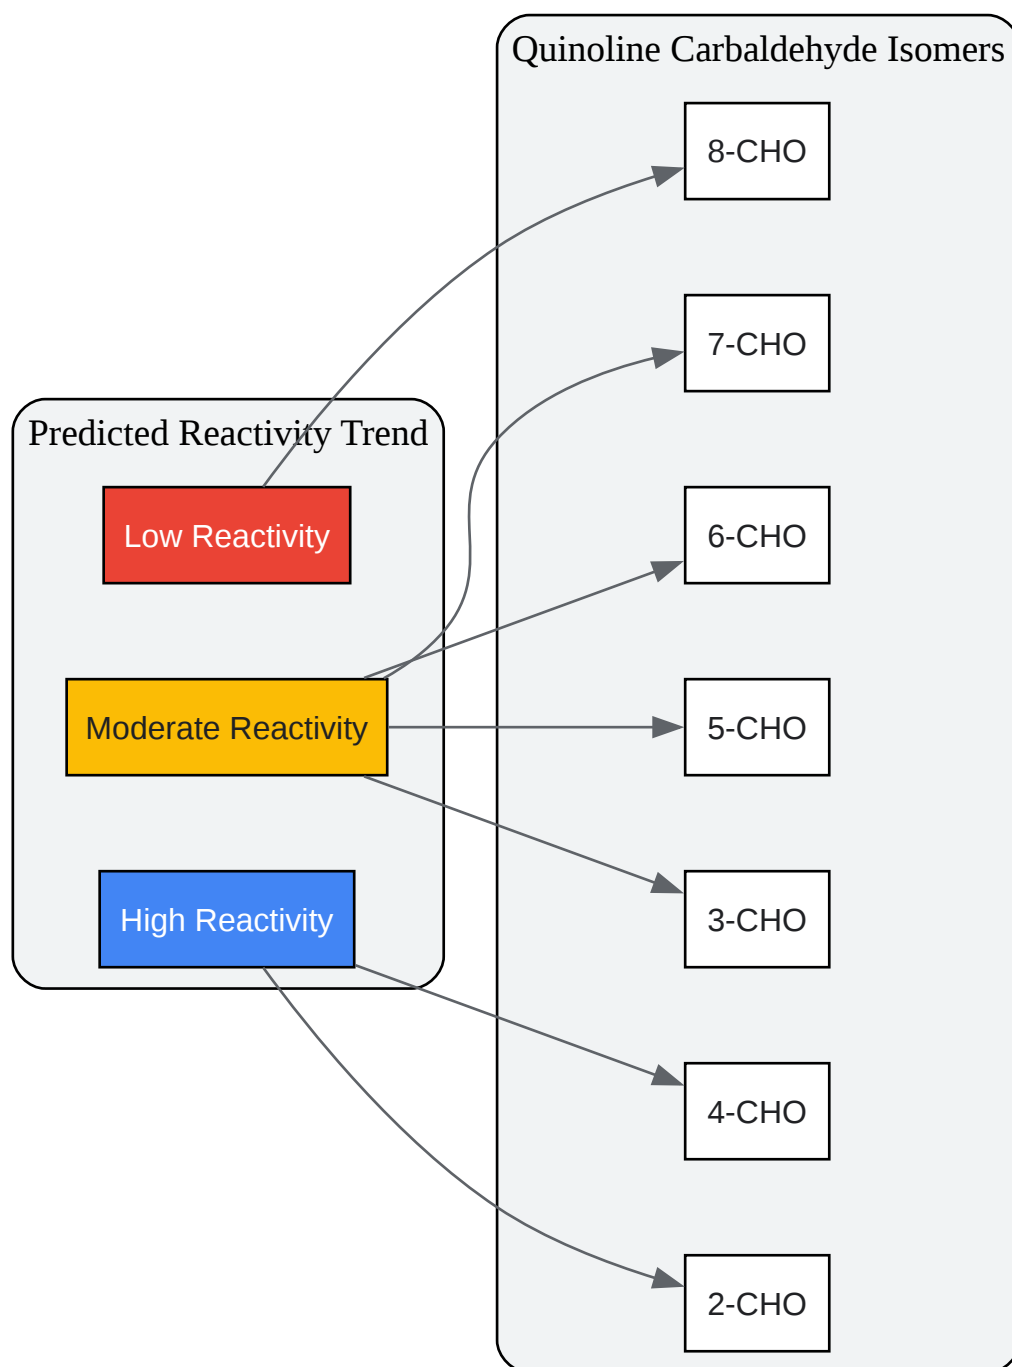 Quinoline Carbaldehyde Isomers
8-CHO
7-CHO
Predicted Reactivity Trend
Low Reactivity
6-CHO
Moderate Reactivity
5-CHO
High Reactivity
3-CHO
4-CHO
2-CHO